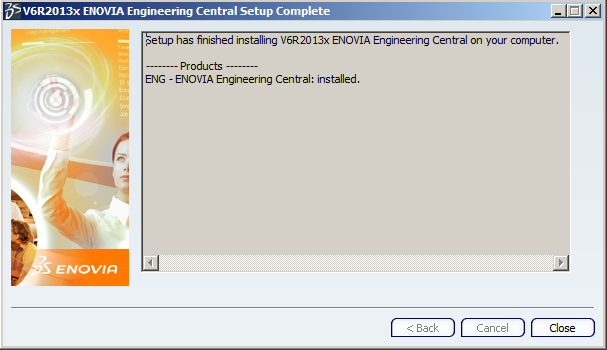 V6R2013x ENOVIA Engineering Central Setup Complete
Setup has finished installing V6R2013x ENOVIA Engineering Central on your computer.
-------- Products --------
ENG - ENOVIA Engineering Central: installed.
ENOVIA
< Back
Cancel
Close